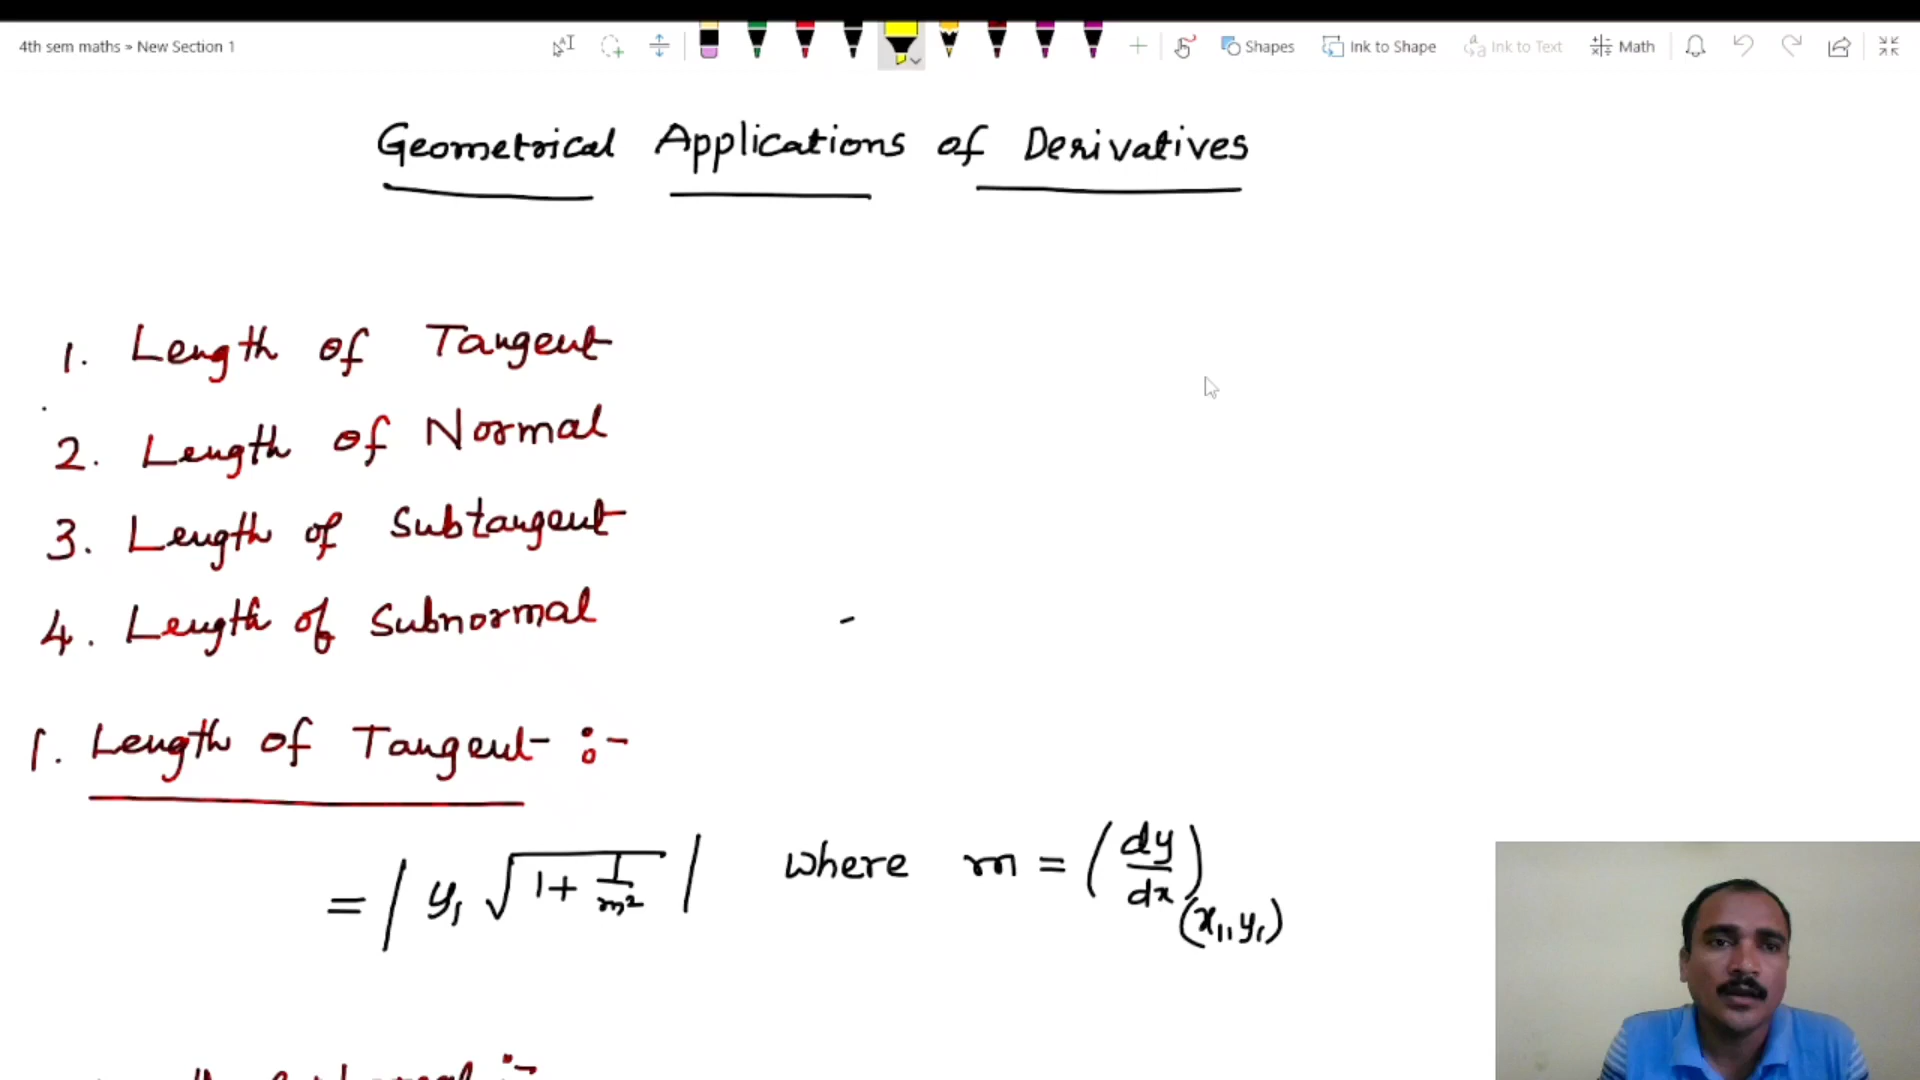 4th sem maths » New Section 1
Shapes Ink to Shape Ink to Text Math
Geometrical Applications of Derivatives
1. Length of Tangent
2. Length of Normal
3. Length of Subtangent
4. Length of Subnormal
1. Length of Tangent :-
= | y₁ √(1 + 1/m²) | where m = (dy/dx)(x₁, y₁)